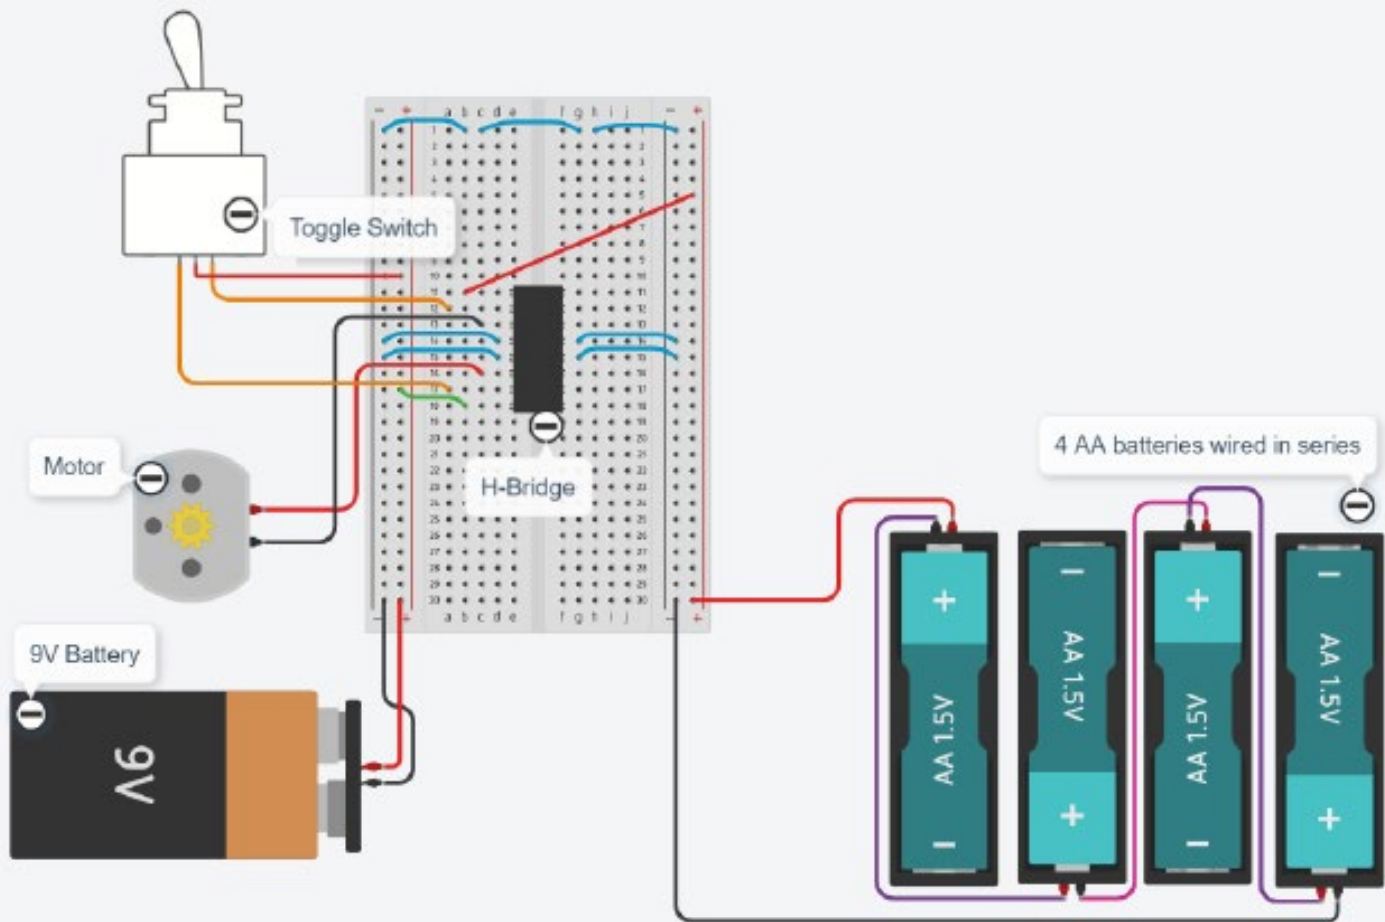 Toggle Switch
Motor
H-Bridge
4 AA batteries wired in series
9V Battery
9V
AA 1.5V
AA 1.5V
AA 1.5V
AA 1.5V
a b c d e
f g h i j
a b c d e
f g h i j